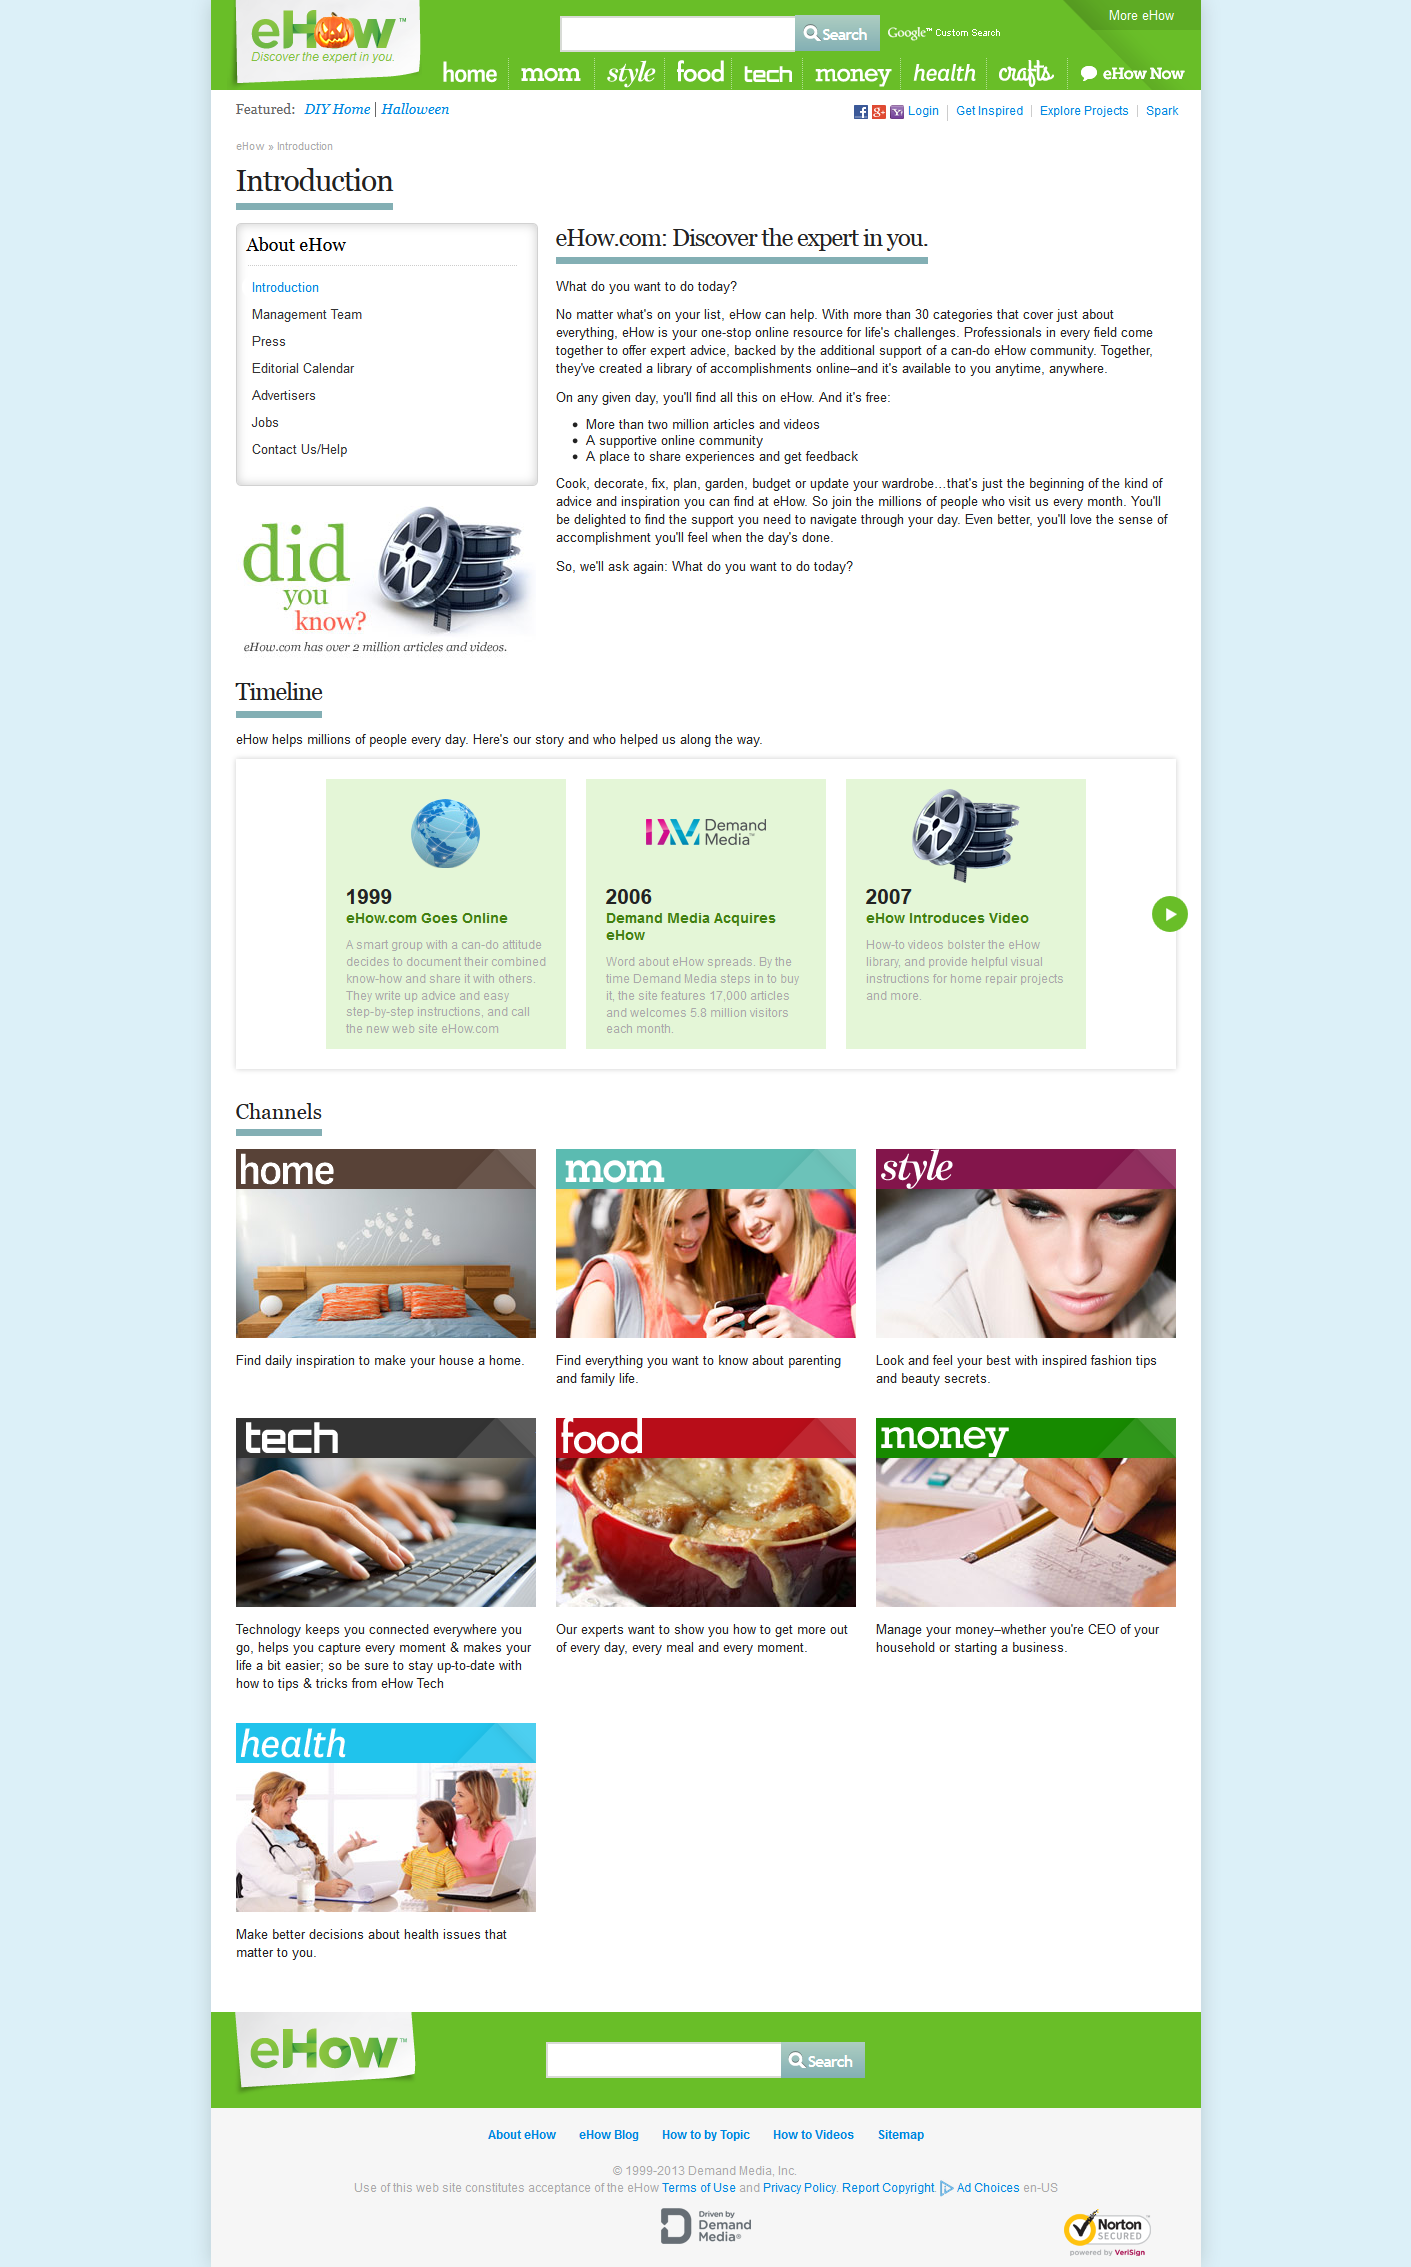 eHow™
Discover the expert in you.
Search
Google™ Custom Search
More eHow
home
mom
style
food
tech
money
health
crafts
eHow Now
Featured: DIY Home | Halloween
Login | Get Inspired | Explore Projects | Spark
eHow » Introduction
Introduction
About eHow
Introduction
Management Team
Press
Editorial Calendar
Advertisers
Jobs
Contact Us/Help
did
you
know?
eHow.com has over 2 million articles and videos.
eHow.com: Discover the expert in you.
What do you want to do today?
No matter what's on your list, eHow can help. With more than 30 categories that cover just about
everything, eHow is your one-stop online resource for life's challenges. Professionals in every field come
together to offer expert advice, backed by the additional support of a can-do eHow community. Together,
they've created a library of accomplishments online–and it's available to you anytime, anywhere.
On any given day, you'll find all this on eHow. And it's free:
• More than two million articles and videos
• A supportive online community
• A place to share experiences and get feedback
Cook, decorate, fix, plan, garden, budget or update your wardrobe…that's just the beginning of the kind of
advice and inspiration you can find at eHow. So join the millions of people who visit us every month. You'll
be delighted to find the support you need to navigate through your day. Even better, you'll love the sense of
accomplishment you'll feel when the day's done.
So, we'll ask again: What do you want to do today?
Timeline
eHow helps millions of people every day. Here's our story and who helped us along the way.
1999
eHow.com Goes Online
A smart group with a can-do attitude
decides to document their combined
know-how and share it with others.
They write up advice and easy
step-by-step instructions, and call
the new web site eHow.com
Demand
Media™
2006
Demand Media Acquires
eHow
Word about eHow spreads. By the
time Demand Media steps in to buy
it, the site features 17,000 articles
and welcomes 5.8 million visitors
each month.
2007
eHow Introduces Video
How-to videos bolster the eHow
library, and provide helpful visual
instructions for home repair projects
and more.
Channels
home
Find daily inspiration to make your house a home.
mom
Find everything you want to know about parenting
and family life.
style
Look and feel your best with inspired fashion tips
and beauty secrets.
tech
Technology keeps you connected everywhere you
go, helps you capture every moment & makes your
life a bit easier; so be sure to stay up-to-date with
how to tips & tricks from eHow Tech
food
Our experts want to show you how to get more out
of every day, every meal and every moment.
money
Manage your money–whether you're CEO of your
household or starting a business.
health
Make better decisions about health issues that
matter to you.
eHow™
Search
About eHow
eHow Blog
How to by Topic
How to Videos
Sitemap
© 1999-2013 Demand Media, Inc.
Use of this web site constitutes acceptance of the eHow Terms of Use and Privacy Policy. Report Copyright. Ad Choices en-US
Driven by
Demand
Media®
Norton
SECURED
powered by VeriSign